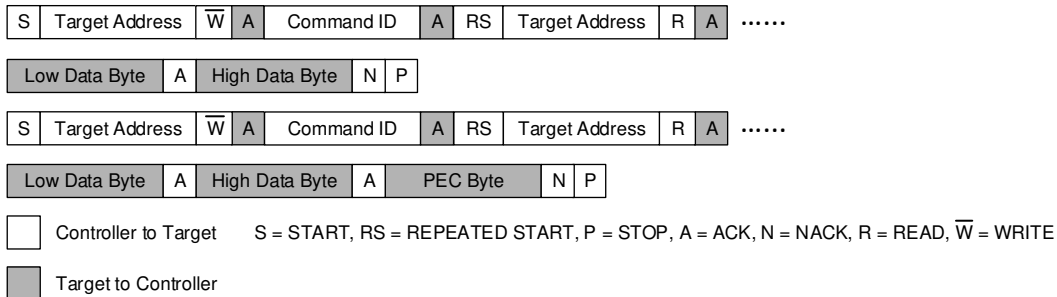 S Target Address W̅ A Command ID A RS Target Address R A ······
Low Data Byte A High Data Byte N P
S Target Address W̅ A Command ID A RS Target Address R A ······
Low Data Byte A High Data Byte A PEC Byte N P
Controller to Target S = START, RS = REPEATED START, P = STOP, A = ACK, N = NACK, R = READ, W̅ = WRITE
Target to Controller